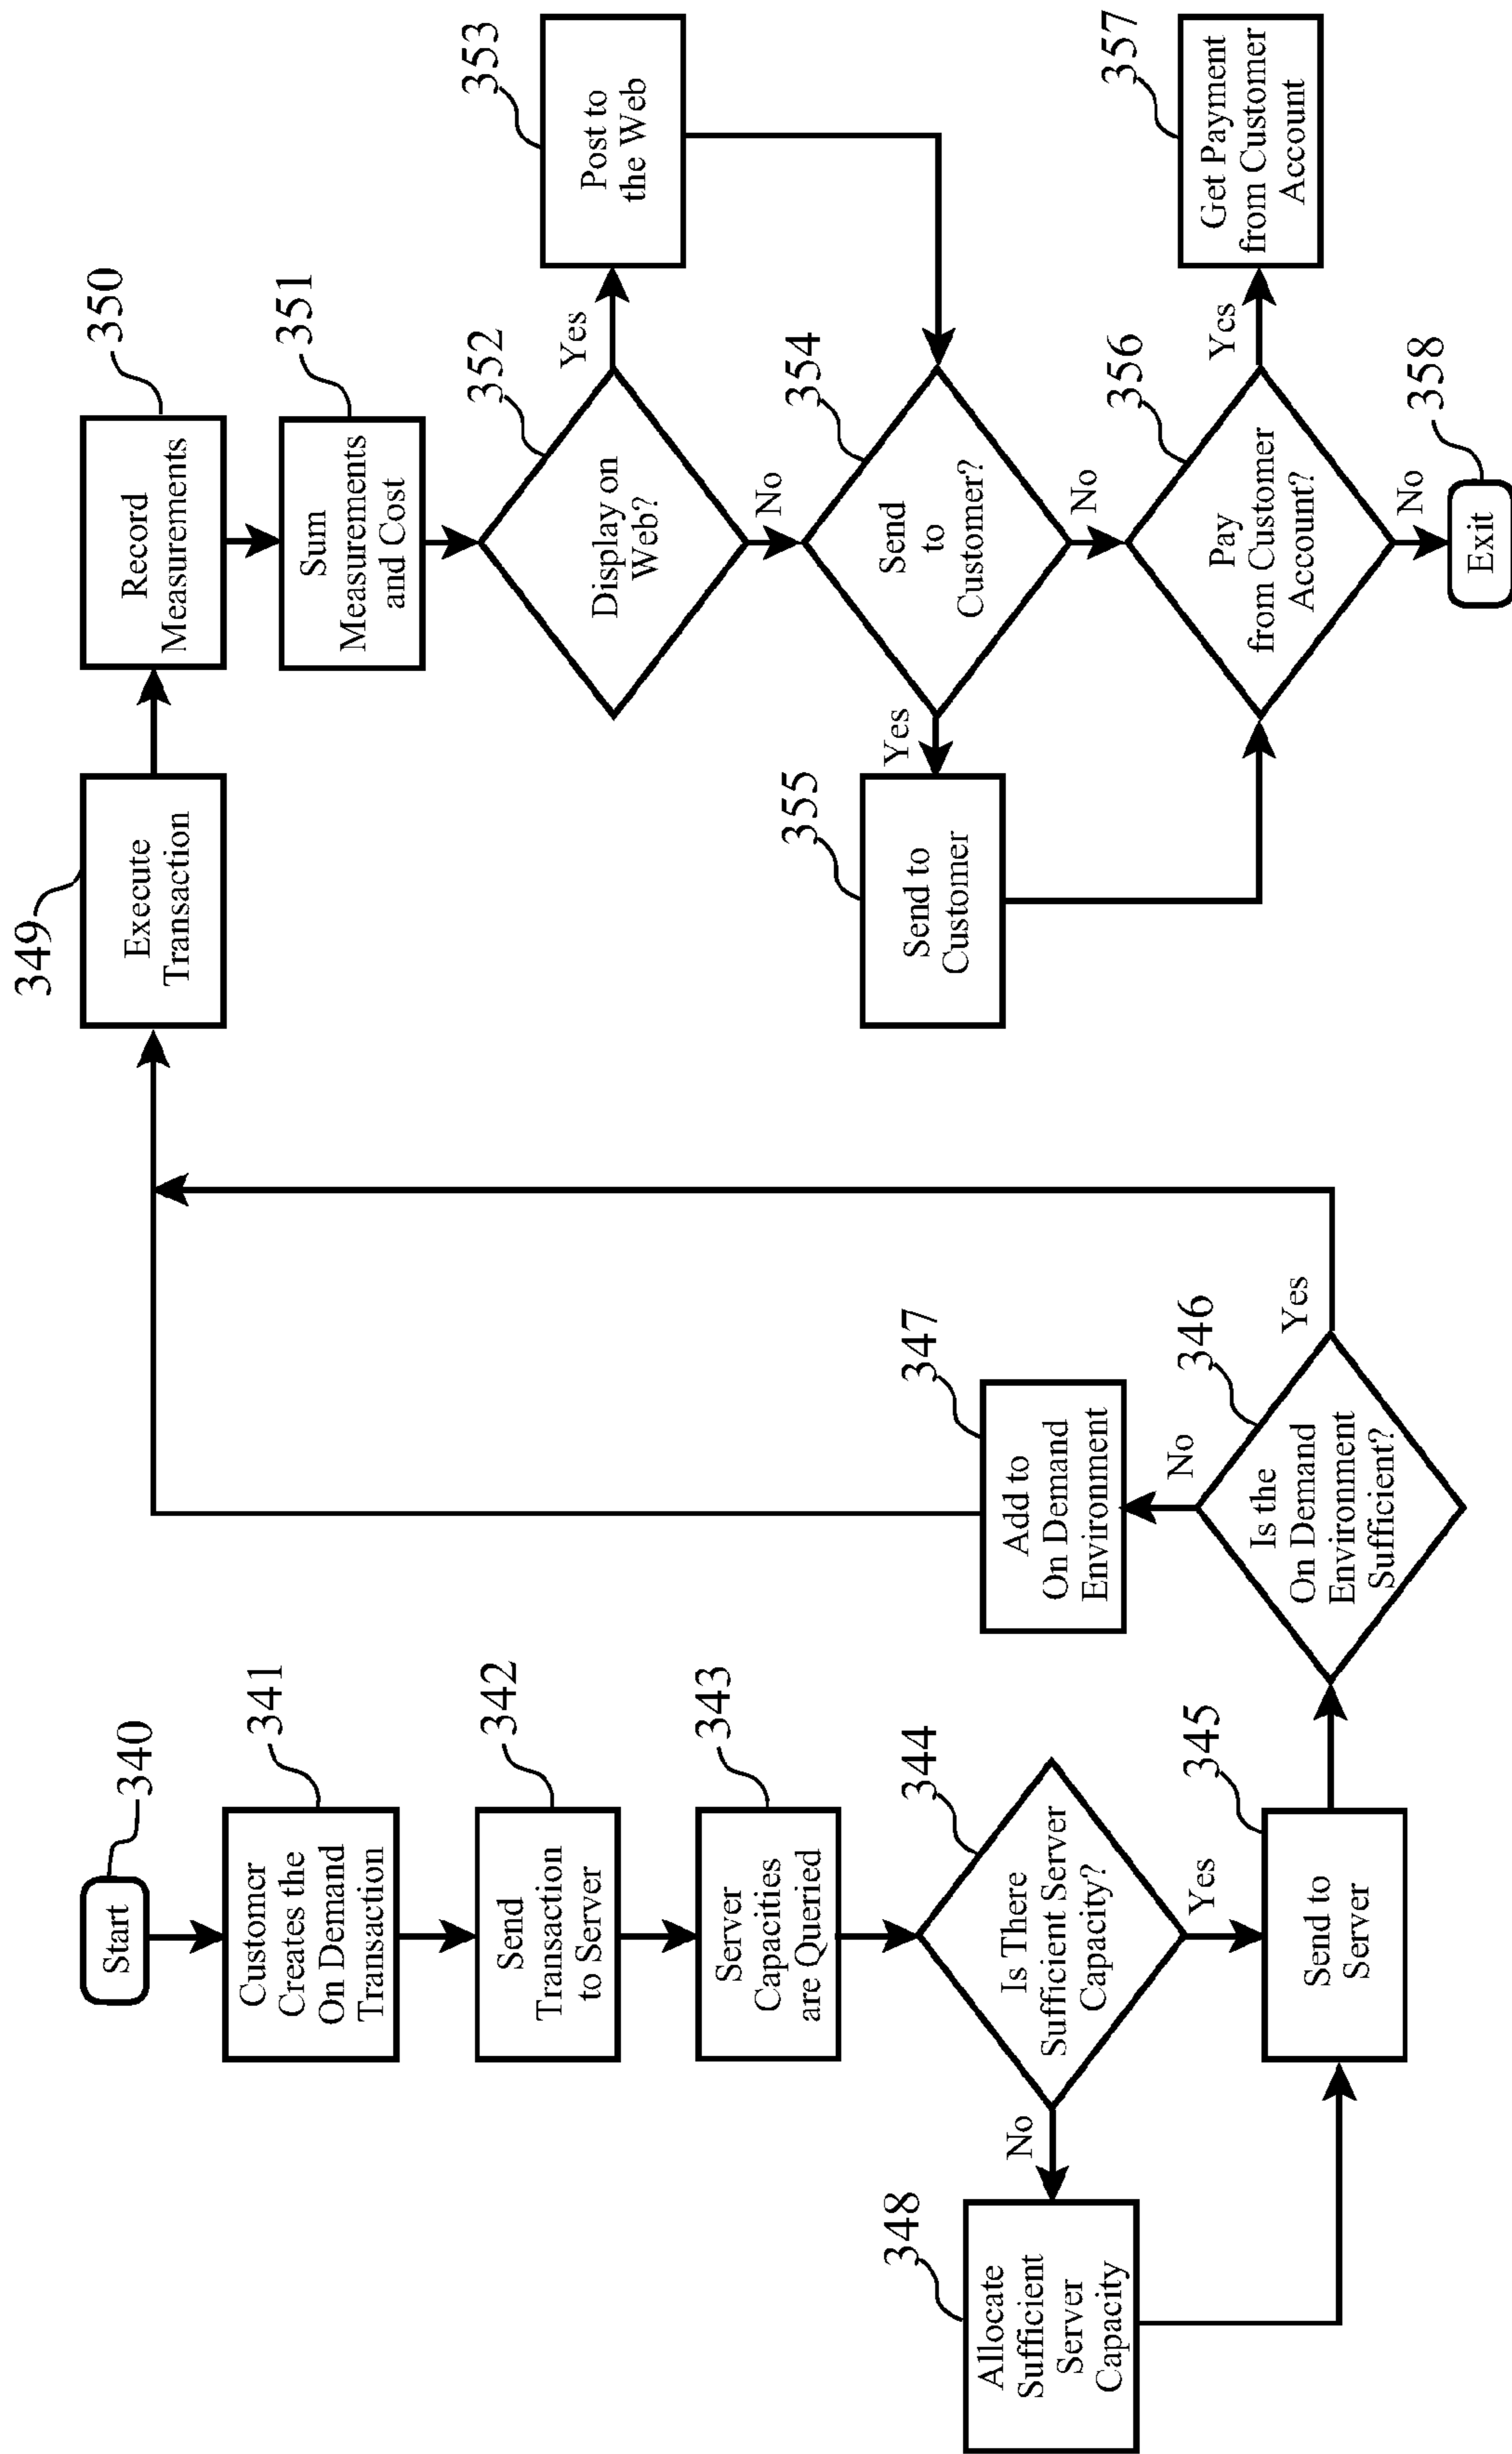 340
Start
341
Customer
Creates the
On Demand
Transaction
342
Send
Transaction
to Server
343
Server
Capacities
are Queried
344
Is There
Sufficient Server
Capacity?
No
Yes
348
Allocate
Sufficient
Server
Capacity
345
Send to
Server
346
Is the
On Demand
Environment
Sufficient?
No
Yes
347
Add to
On Demand
Environment
349
Execute
Transaction
350
Record
Measurements
351
Sum
Measurements
and Cost
352
Display on
Web?
Yes
No
353
Post to
the Web
354
Send
to
Customer?
Yes
No
355
Send to
Customer
356
Pay
from Customer
Account?
Yes
No
357
Get Payment
from Customer
Account
358
Exit